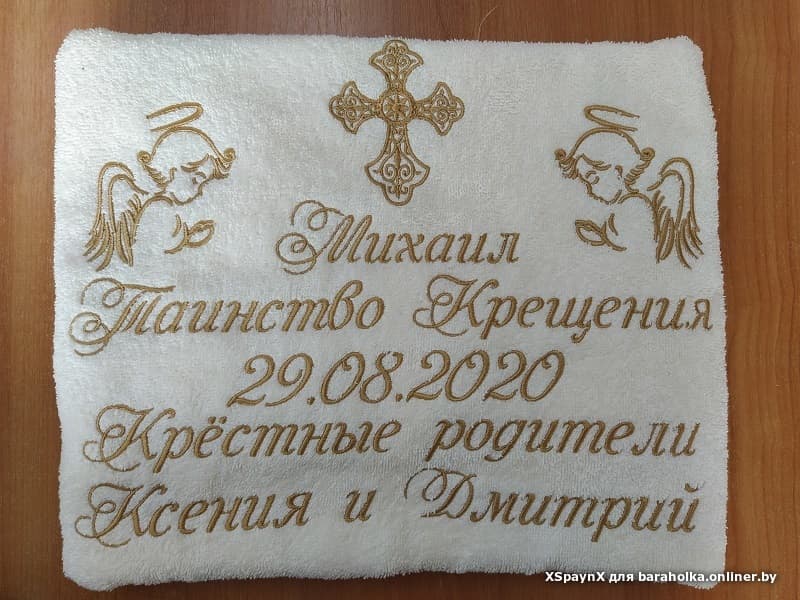 Михаил
Таинство Крещения
29.08.2020
Крёстные родители
Ксения и Дмитрий
XSpaynX для baraholka.onliner.by